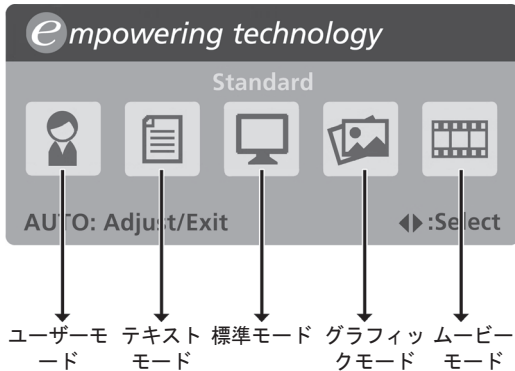 empowering technology
Standard
AUTO: Adjust/Exit
◀▶:Select
ユーザーモ
ード
テキスト
モード
標準モード
グラフィッ
クモード
ムービー
モード